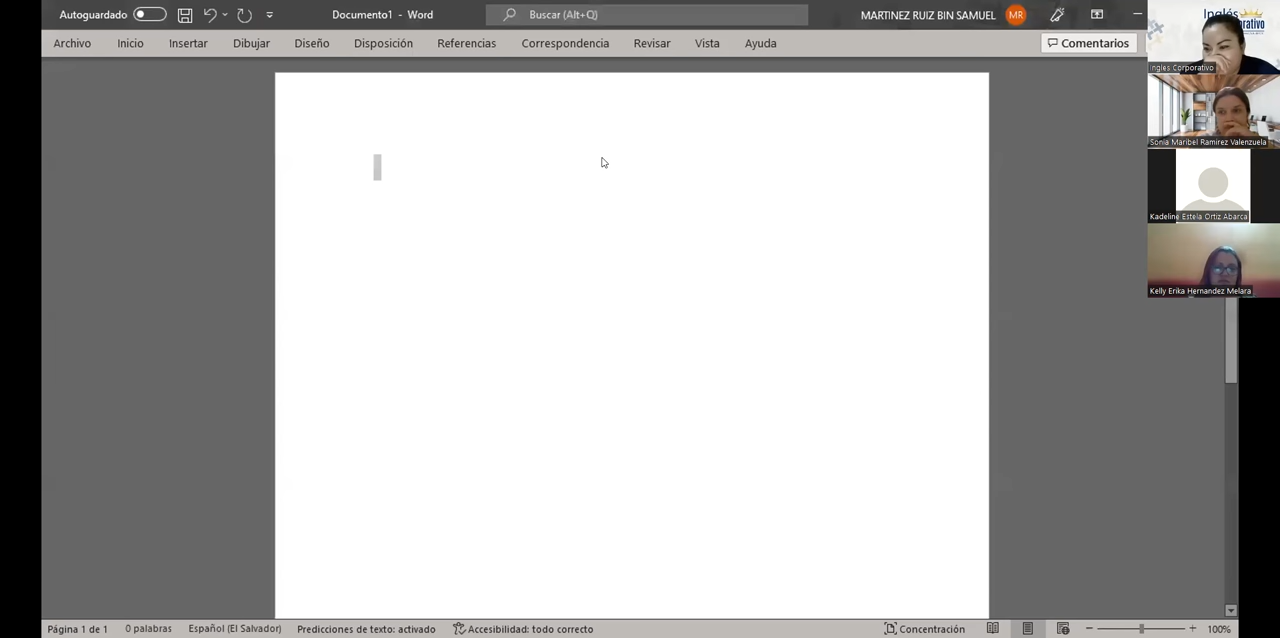 Autoguardado
Documento1 - Word
Buscar (Alt+Q)
MARTINEZ RUIZ BIN SAMUEL
MR
Archivo
Inicio
Insertar
Dibujar
Diseño
Disposición
Referencias
Correspondencia
Revisar
Vista
Ayuda
Comentarios
Inglés
Ingles Corporativo
Sonia Maribel Ramirez Valenzuela
Kadeline Estela Ortiz Abarca
Kelly Erika Hernandez Melara
Página 1 de 1
0 palabras
Español (El Salvador)
Predicciones de texto: activado
Accesibilidad: todo correcto
Concentración
100%